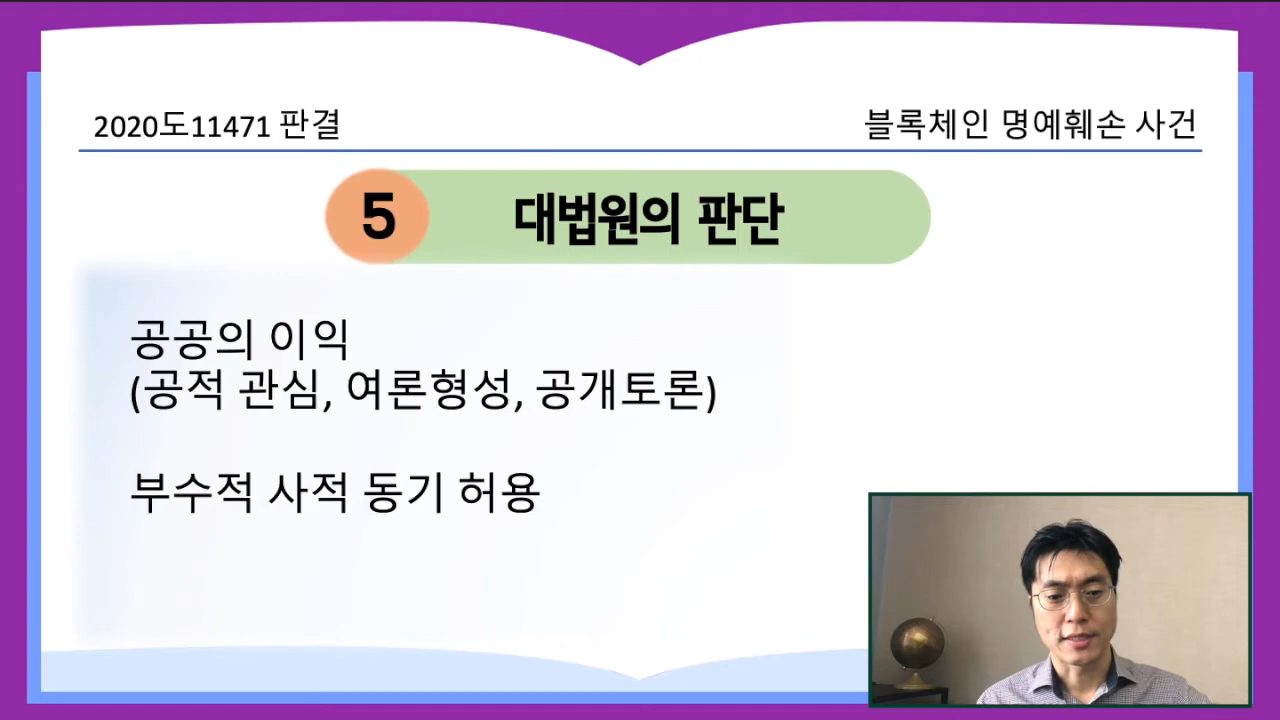 2020도11471 판결
블록체인 명예훼손 사건
5 대법원의 판단
공공의 이익
(공적 관심, 여론형성, 공개토론)
부수적 사적 동기 허용